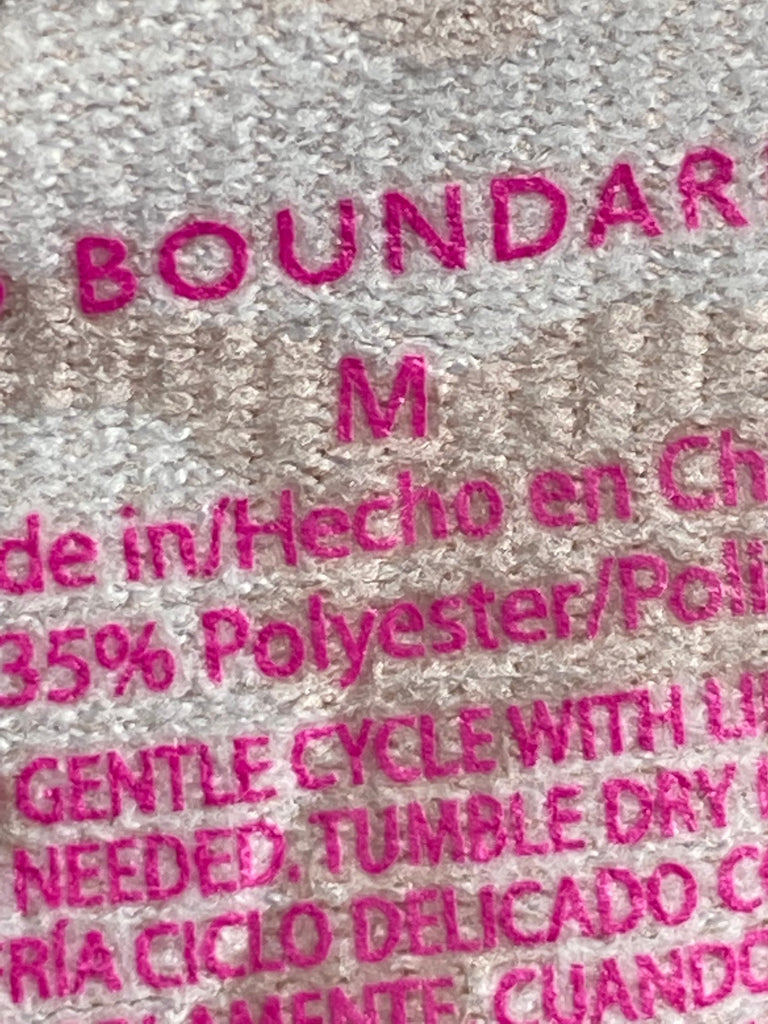 BOUNDAR
M
de in/Hecho en Ch
35% Polyester/Poli
GENTLE CYCLE WITH LI
NEEDED. TUMBLE DRY
RÍA CICLO DELICADO C
LAMENTE. CUANDO